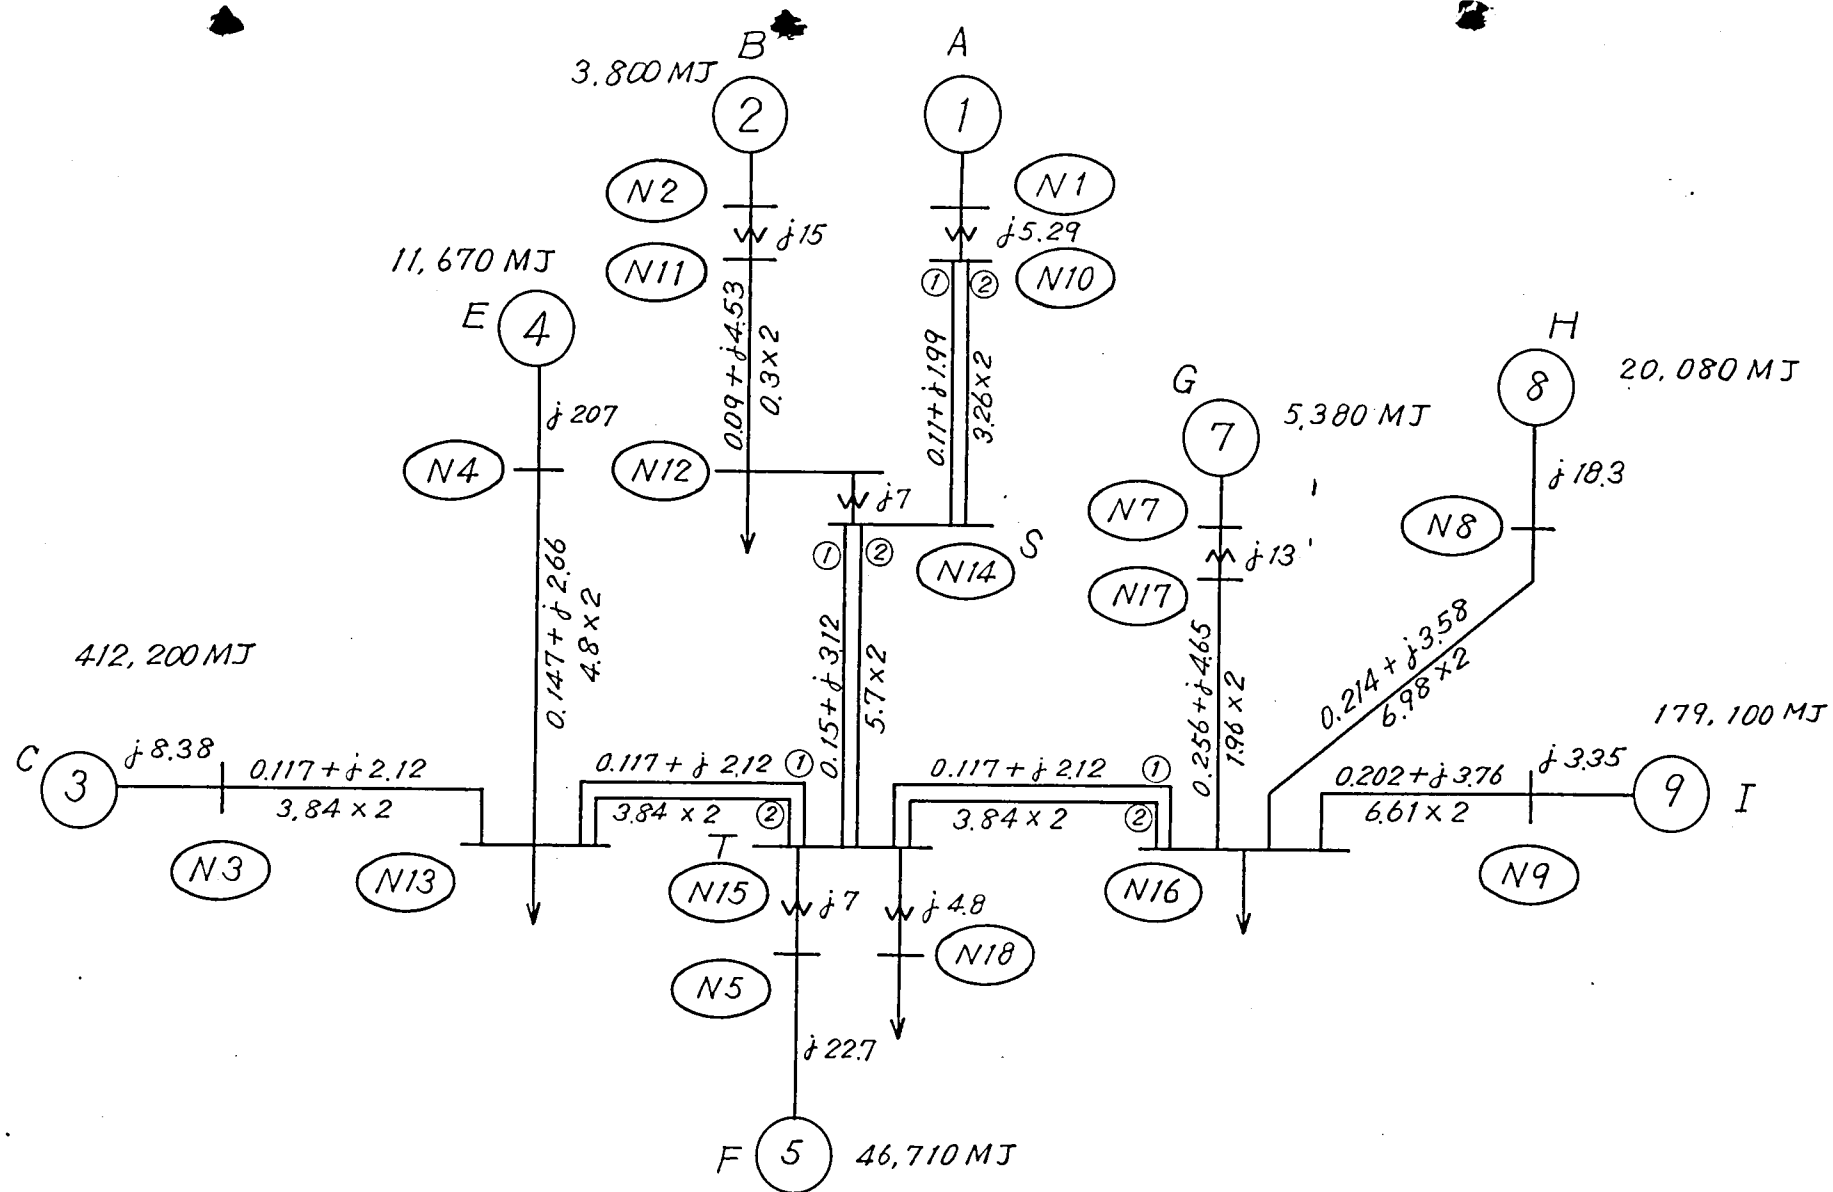 B
A
3,800 MJ
2
1
N2
N1
j15
j5.29
11,670 MJ
N11
N10
① ②
E
4
0.09+j4.53
0.3×2
0.11+j1.99
3.26×2
H
8
20,080 MJ
G
7
5,380 MJ
j207
N4
N12
j7
j18.3
N7
N8
① ②
N14
S
j13
N17
0.147+j2.66
4.8×2
0.15+j3.12
5.7×2
0.256+j4.65
1.96×2
0.214+j3.58
6.98×2
412,200 MJ
179,100 MJ
C
3
j8.38
0.117+j2.12
3.84×2
0.117+j2.12 ①
3.84×2 ②
0.117+j2.12 ①
3.84×2 ②
0.202+j3.76
6.61×2
j3.35
9
I
N3
N13
T
N15
j7
j4.8
N16
N9
N5
N18
j22.7
F
5
46,710 MJ